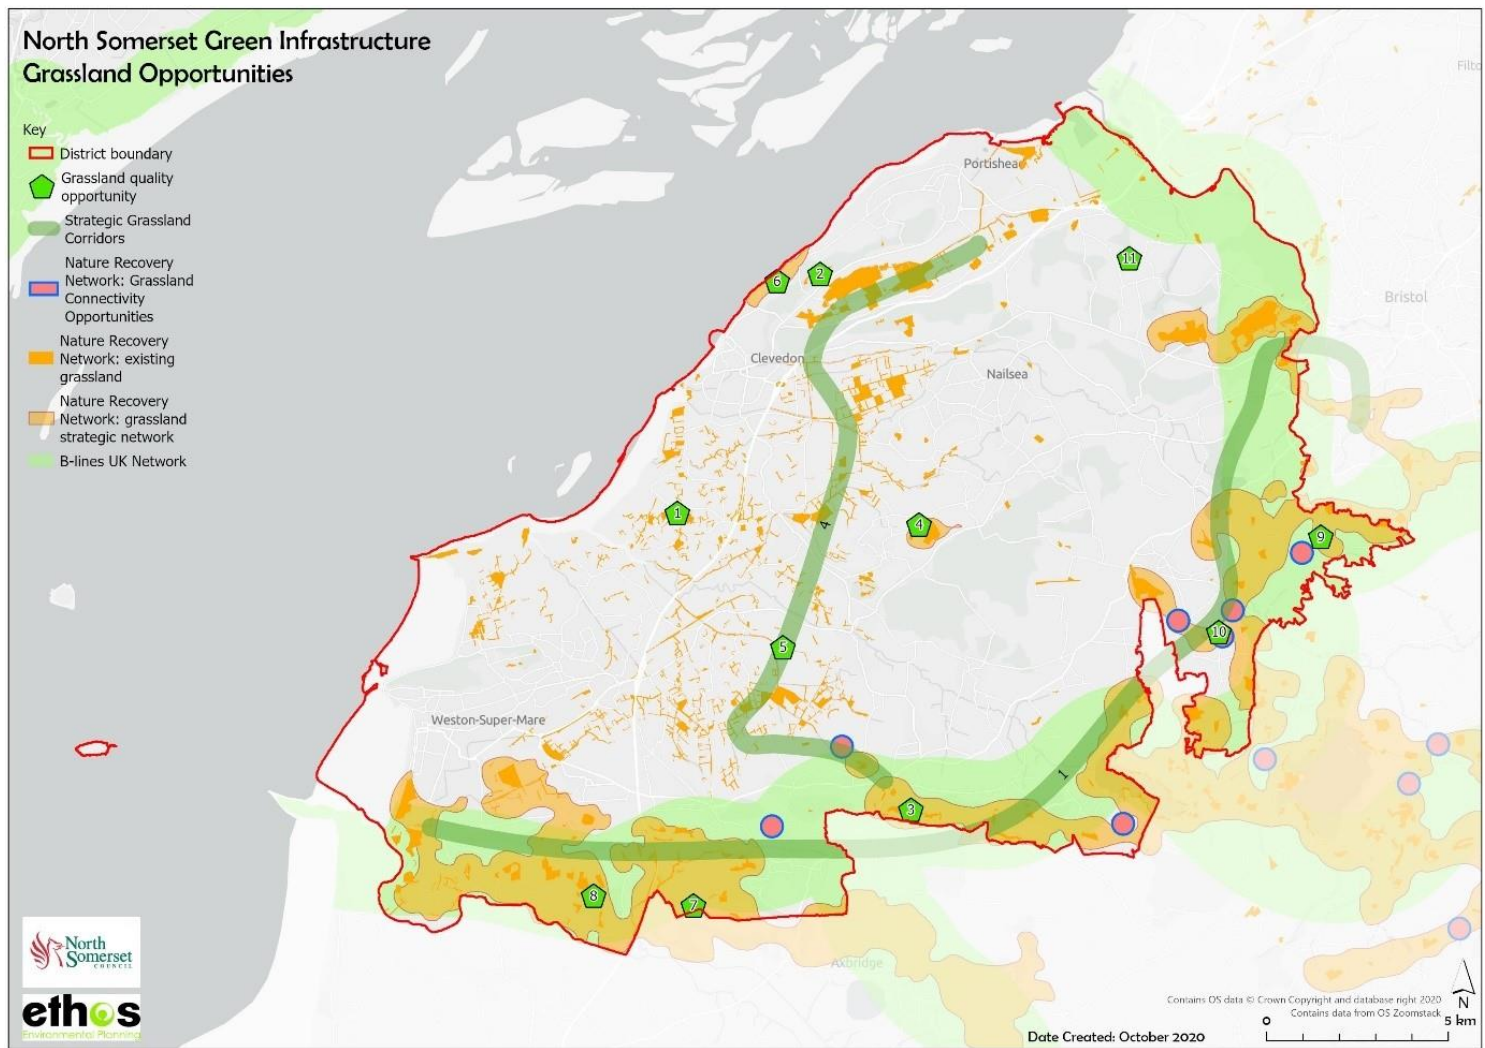 North Somerset Green Infrastructure
Grassland Opportunities
Key
District boundary
Grassland quality
opportunity
Strategic Grassland
Corridors
Nature Recovery
Network: Grassland
Connectivity
Opportunities
Nature Recovery
Network: existing
grassland
Nature Recovery
Network: grassland
strategic network
B-lines UK Network
Filto
Portishea
11
6
2
Bristol
Clevedon
Nailsea
1
4
4
9
10
5
Weston-Super-Mare
1
3
8
7
Axbridge
North
Somerset
COUNCIL
ethos
Environmental Planning
Contains OS data © Crown Copyright and database right 2020
Contains data from OS Zoomstack
N
0
5 km
Date Created: October 2020